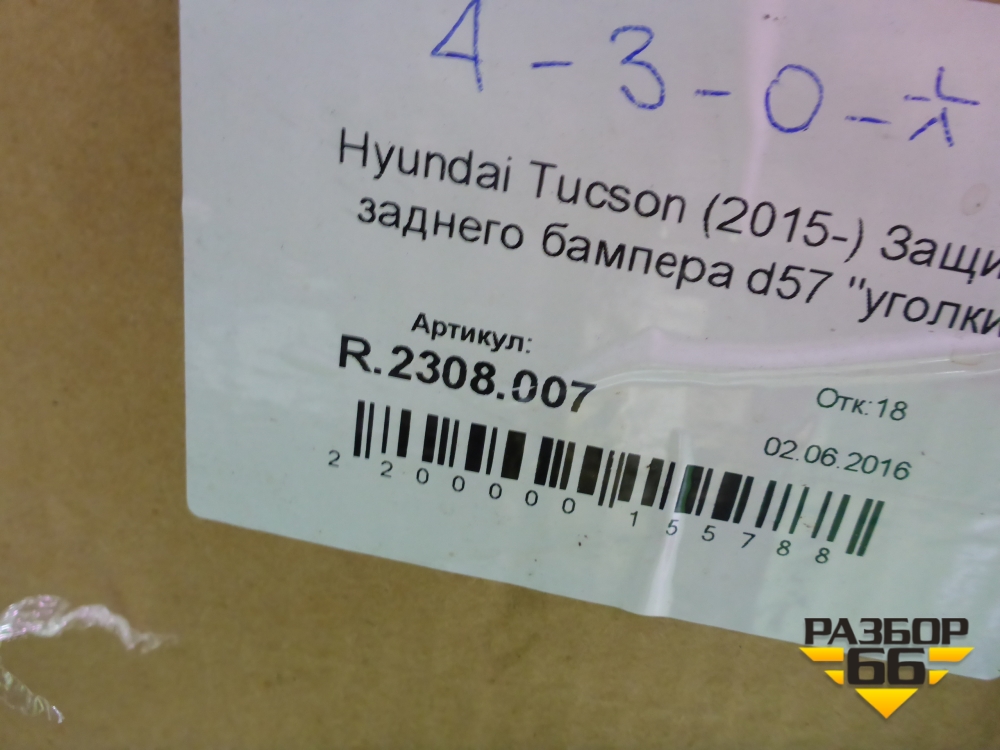 4 - 3 - 0 -
Hyundai Tucson (2015-) Защи
заднего бампера d57 "уголки
Артикул:
R.2308.007
Отк:18
02.06.2016
2 200000 155788
РАЗБОР
66